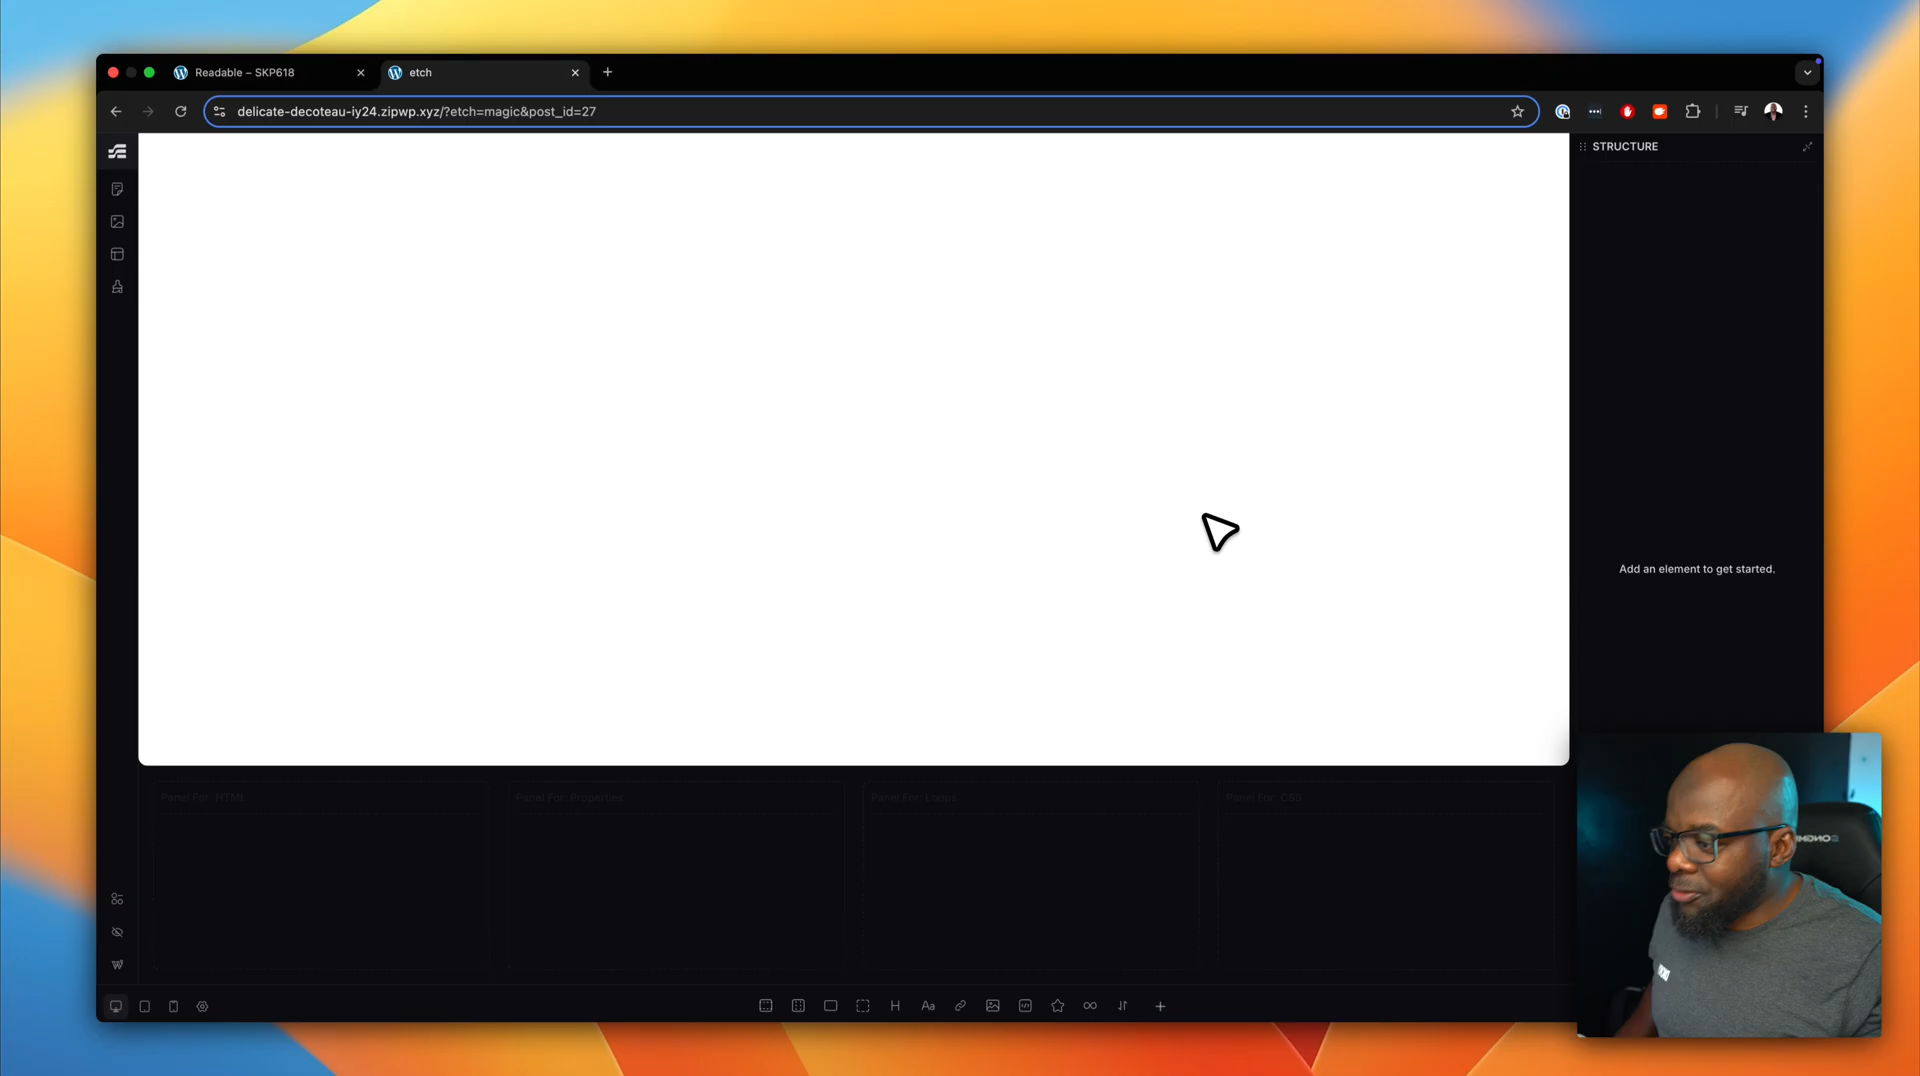 Readable – SKP618
etch
delicate-decoteau-iy24.zipwp.xyz/?etch=magic&post_id=27
STRUCTURE
Add an element to get started.
Panel For: HTML
Panel For: Properties
Panel For: Loops
Panel For: CSS
H
Aa